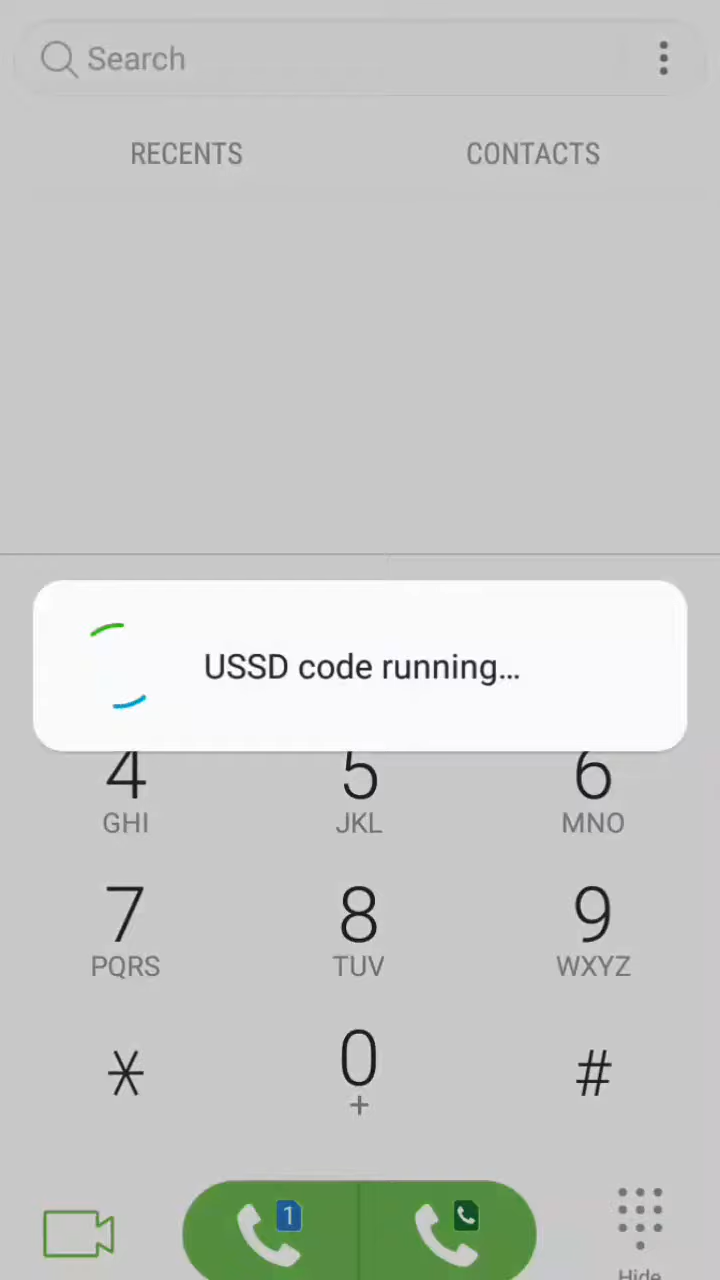 Search
RECENTS CONTACTS
USSD code running...
4 5 6
GHI JKL MNO
7 8 9
PQRS TUV WXYZ
* 0 #
+
1
Hide